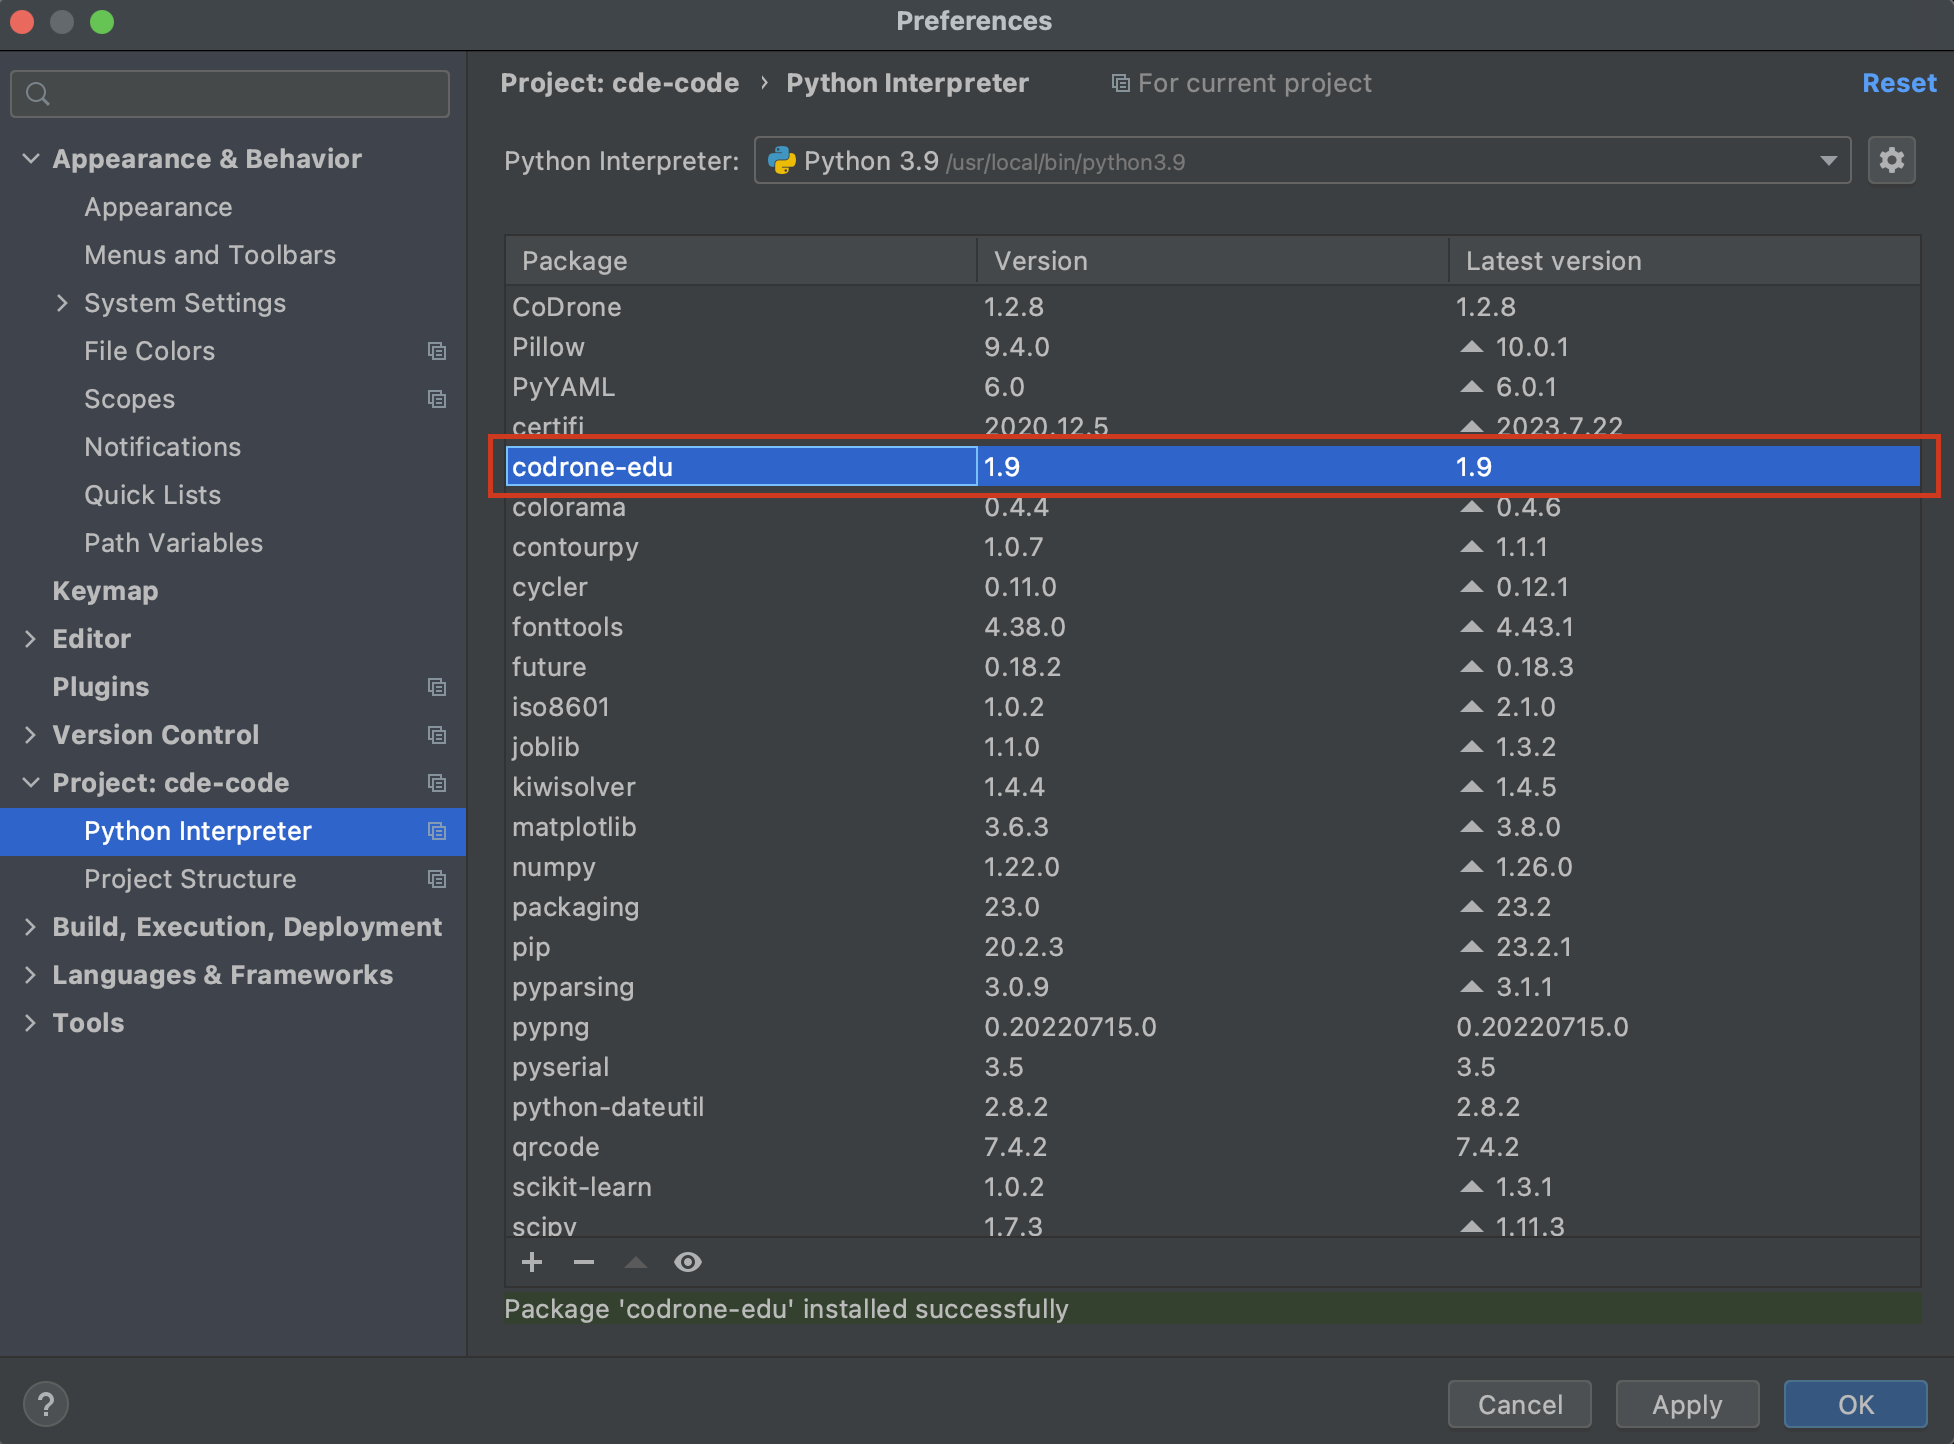 Preferences
Appearance & Behavior
Appearance
Menus and Toolbars
System Settings
File Colors
Scopes
Notifications
Quick Lists
Path Variables
Keymap
Editor
Plugins
Version Control
Project: cde-code
Python Interpreter
Project Structure
Build, Execution, Deployment
Languages & Frameworks
Tools
Project: cde-code › Python Interpreter For current project Reset
Python Interpreter: Python 3.9 /usr/local/bin/python3.9
Package Version Latest version
CoDrone 1.2.8 1.2.8
Pillow 9.4.0 10.0.1
PyYAML 6.0 6.0.1
certifi 2020.12.5 2023.7.22
codrone-edu 1.9 1.9
colorama 0.4.4 0.4.6
contourpy 1.0.7 1.1.1
cycler 0.11.0 0.12.1
fonttools 4.38.0 4.43.1
future 0.18.2 0.18.3
iso8601 1.0.2 2.1.0
joblib 1.1.0 1.3.2
kiwisolver 1.4.4 1.4.5
matplotlib 3.6.3 3.8.0
numpy 1.22.0 1.26.0
packaging 23.0 23.2
pip 20.2.3 23.2.1
pyparsing 3.0.9 3.1.1
pypng 0.20220715.0 0.20220715.0
pyserial 3.5 3.5
python-dateutil 2.8.2 2.8.2
qrcode 7.4.2 7.4.2
scikit-learn 1.0.2 1.3.1
scipy 1.7.3 1.11.3
Package 'codrone-edu' installed successfully
? Cancel Apply OK